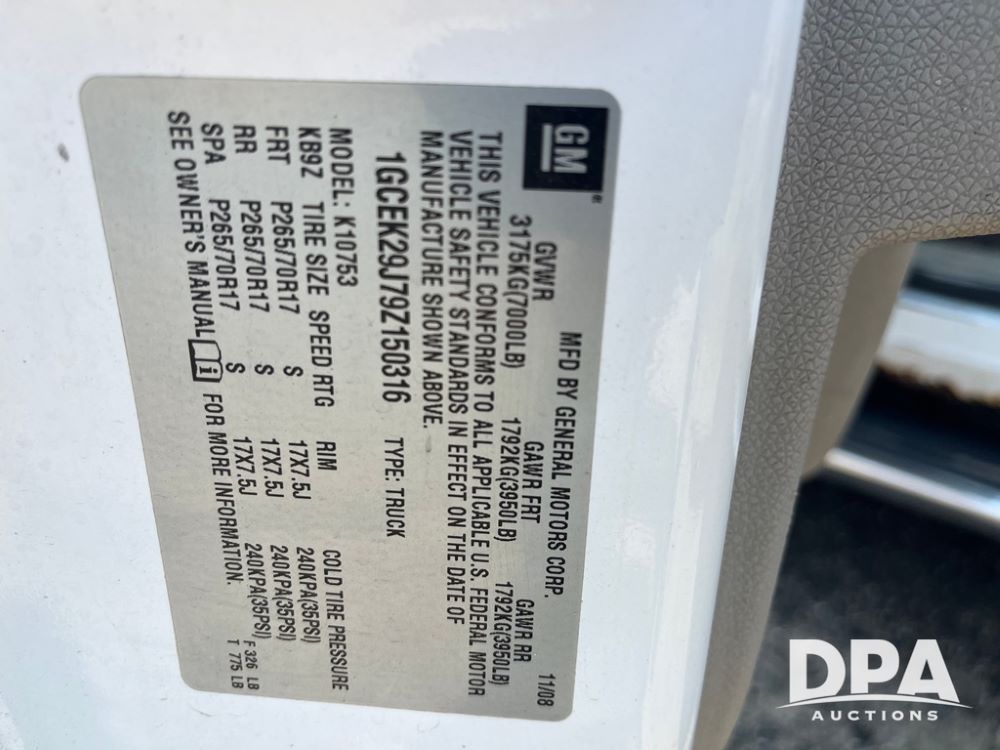 GM
MFD BY GENERAL MOTORS CORP. 11/08
GVWR GAWR FRT GAWR RR
3175KG(7000LB) 1792KG(3950LB) 1792KG(3950LB)
THIS VEHICLE CONFORMS TO ALL APPLICABLE U.S. FEDERAL MOTOR
VEHICLE SAFETY STANDARDS IN EFFECT ON THE DATE OF
MANUFACTURE SHOWN ABOVE.
1GCEK29J79Z150316 TYPE: TRUCK
MODEL: K10753
KB9Z TIRE SIZE SPEED RTG RIM COLD TIRE PRESSURE
FRT P265/70R17 S 17X7.5J 240KPA(35PSI)
RR P265/70R17 S 17X7.5J 240KPA(35PSI)
SPA P265/70R17 S 17X7.5J 240KPA(35PSI)
SEE OWNER'S MANUAL i FOR MORE INFORMATION.
F 326 LB
T 775 LB
DPA
AUCTIONS